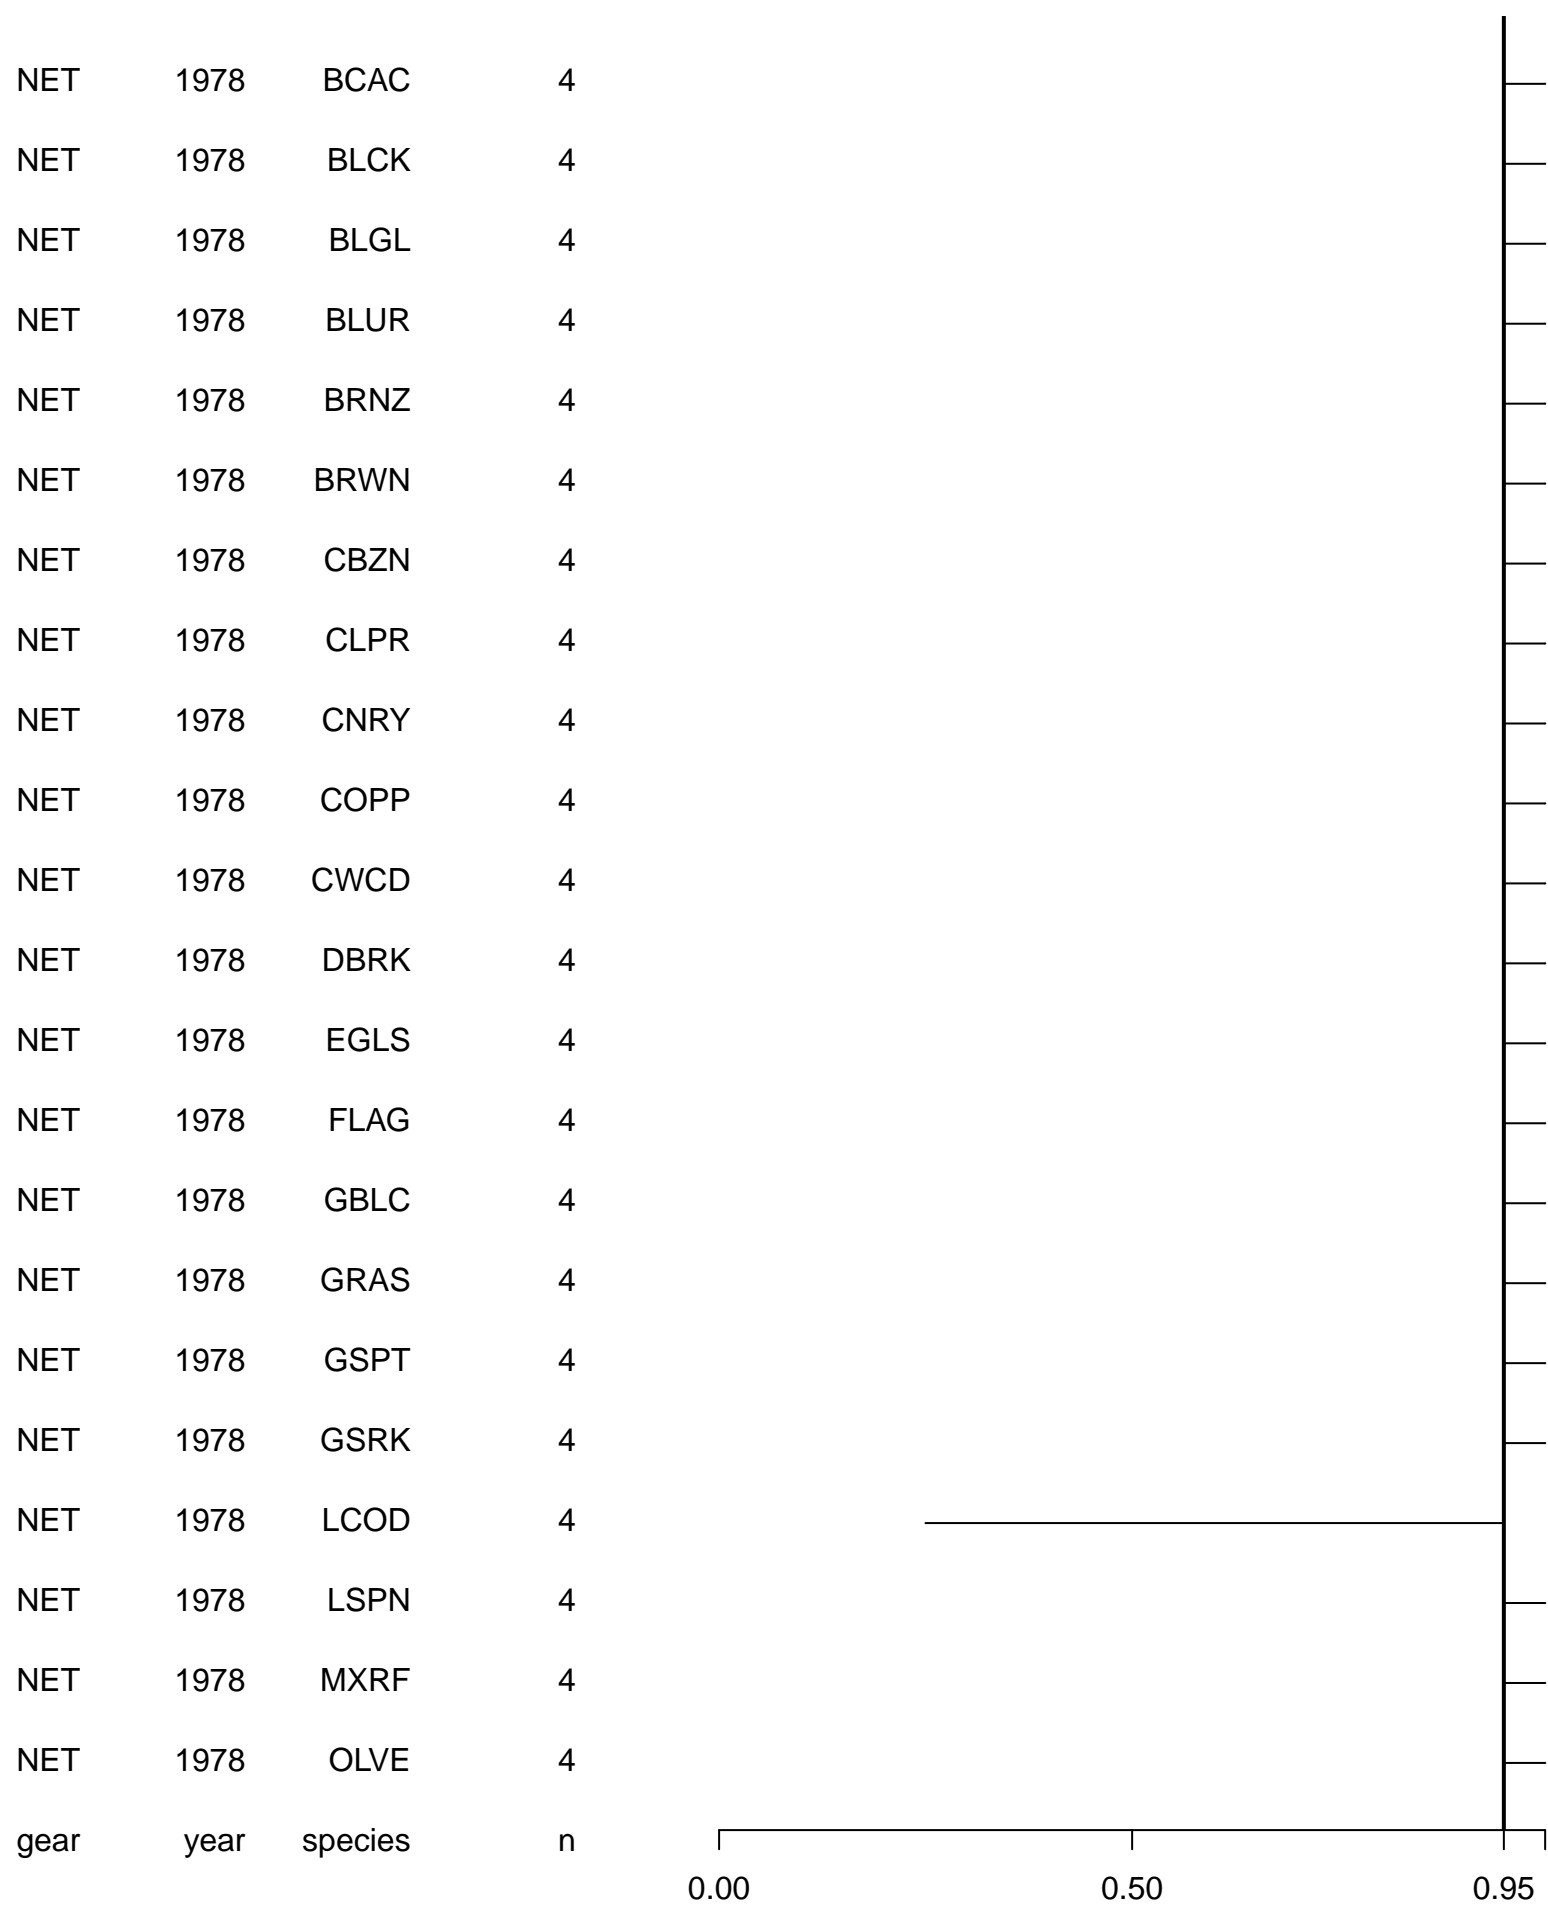 NET 1978 BCAC 4
NET 1978 BLCK 4
NET 1978 BLGL 4
NET 1978 BLUR 4
NET 1978 BRNZ 4
NET 1978 BRWN 4
NET 1978 CBZN 4
NET 1978 CLPR 4
NET 1978 CNRY 4
NET 1978 COPP 4
NET 1978 CWCD 4
NET 1978 DBRK 4
NET 1978 EGLS 4
NET 1978 FLAG 4
NET 1978 GBLC 4
NET 1978 GRAS 4
NET 1978 GSPT 4
NET 1978 GSRK 4
NET 1978 LCOD 4
NET 1978 LSPN 4
NET 1978 MXRF 4
NET 1978 OLVE 4
gear year species n
0.00 0.50 0.95